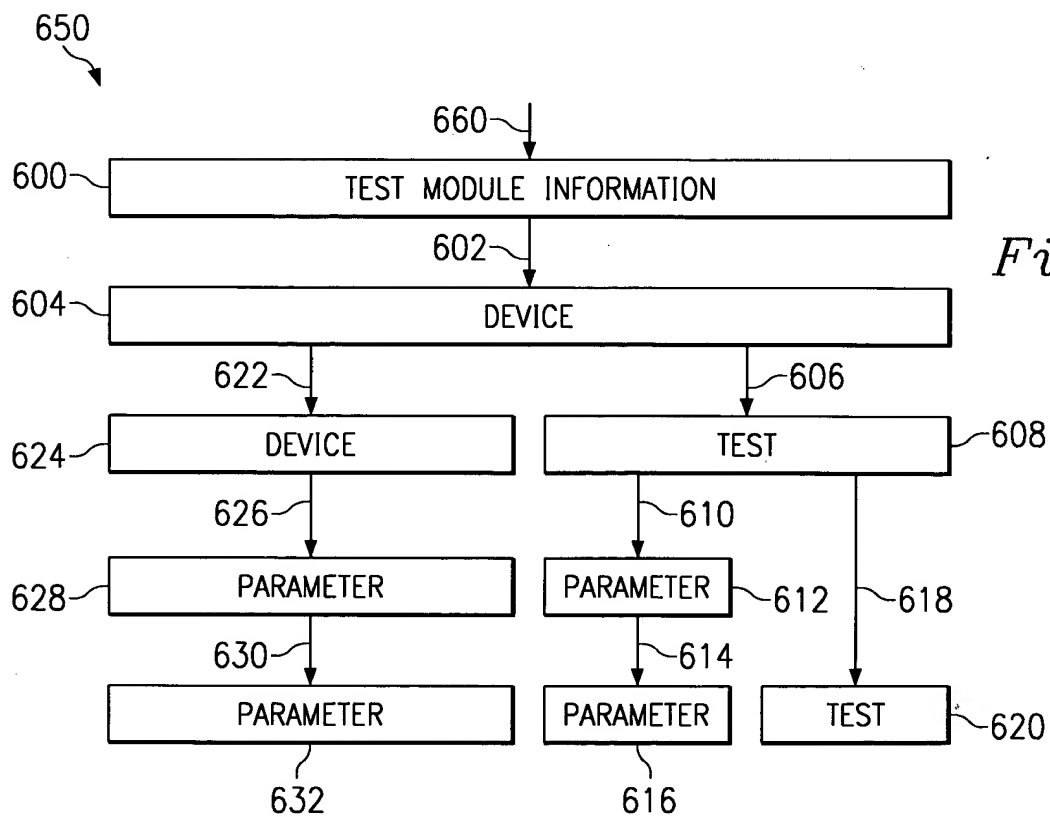 650
660
600 TEST MODULE INFORMATION
602
Fi
604 DEVICE
622 606
624 DEVICE TEST 608
626 610
628 PARAMETER PARAMETER 612 618
630 614
PARAMETER PARAMETER TEST 620
632 616